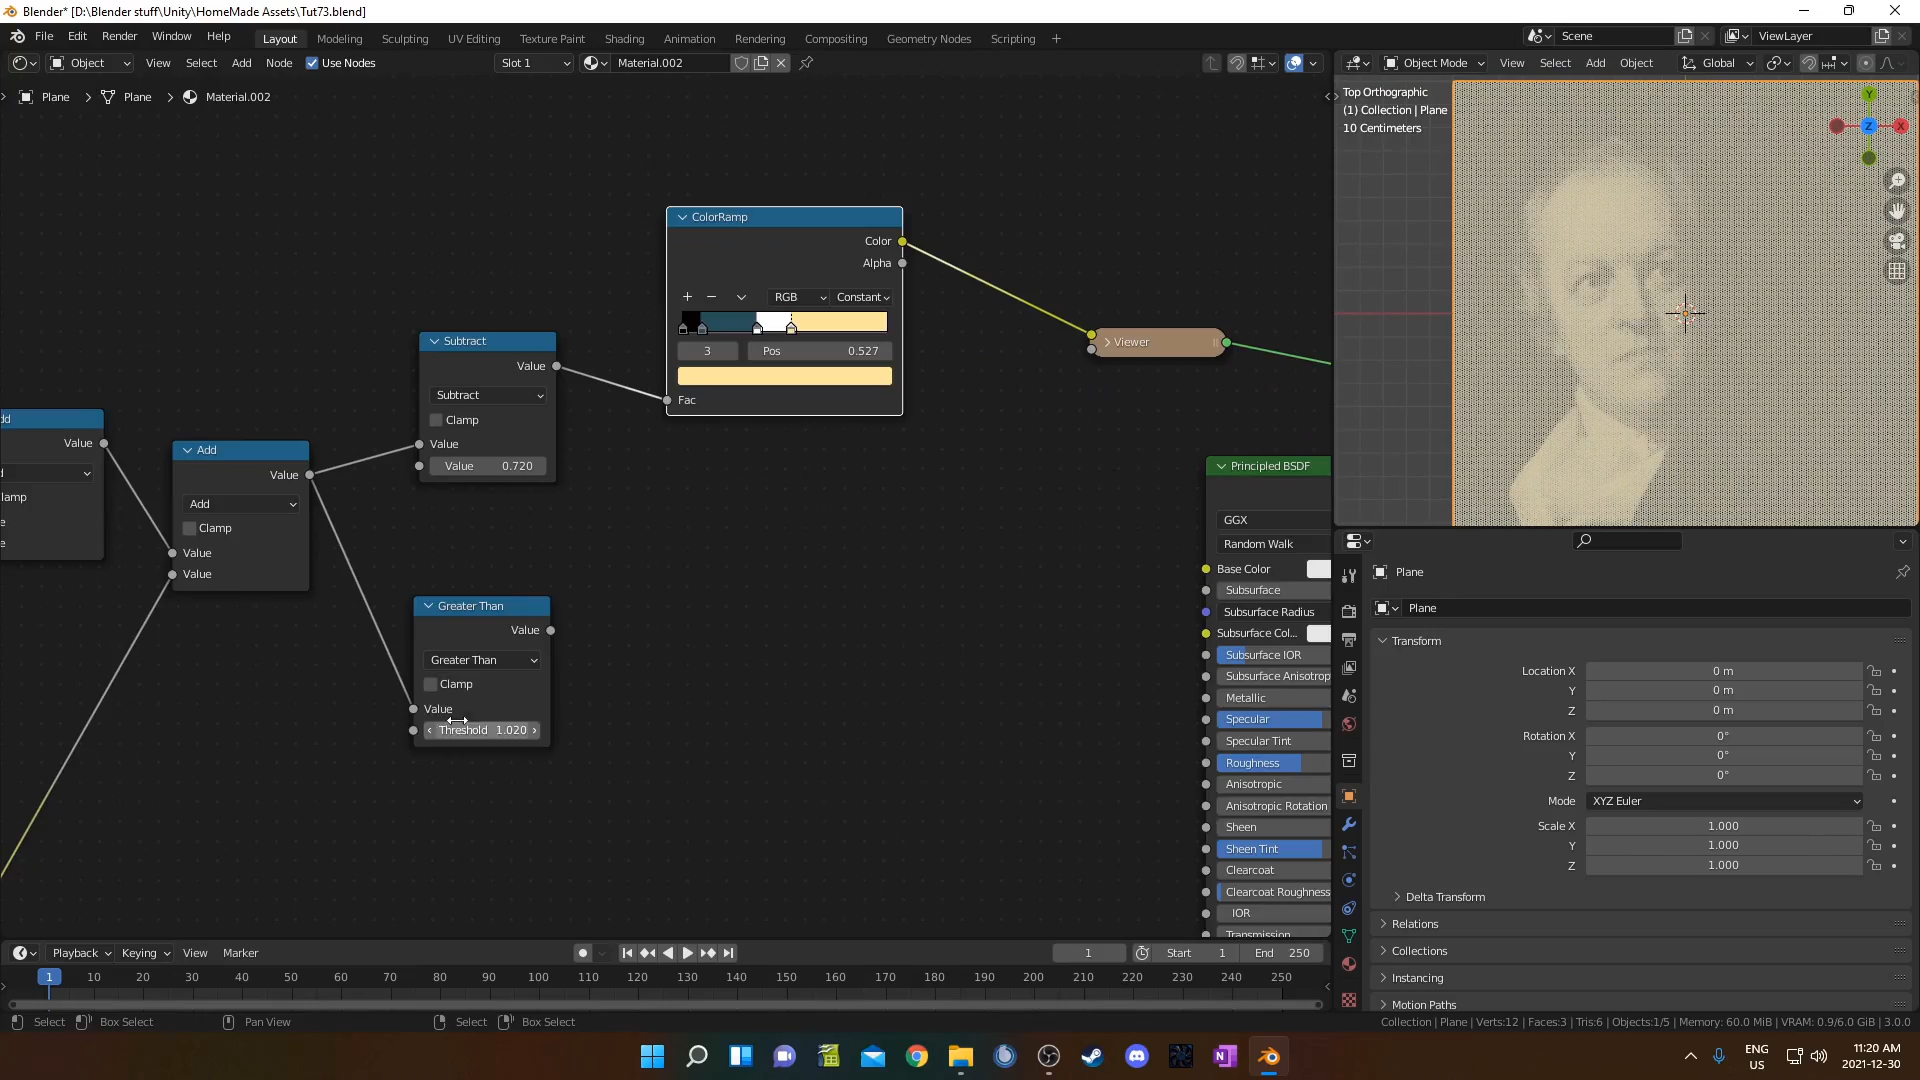 Blender* [D:\Blender stuff\Unity\HomeMade Assets\Tut73.blend]
File Edit Render Window Help
Layout Modeling Sculpting UV Editing Texture Paint Shading Animation Rendering Compositing Geometry Nodes Scripting +
Scene
ViewLayer
Object View Select Add Node Use Nodes
Slot 1
Material.002
Object Mode View Select Add Object Global
Plane > Plane > Material.002
Top Orthographic
(1) Collection | Plane
10 Centimeters
Y
Z X
ColorRamp
Color
Alpha
RGB Constant
3 Pos 0.527
Fac
Subtract
Value
Subtract
Clamp
Value
Value 0.720
Viewer
dd
Value
d
lamp
e
e
Add
Value
Add
Clamp
Value
Value
Greater Than
Value
Greater Than
Clamp
Value
Threshold 1.020
Principled BSDF
GGX
Random Walk
Base Color
Subsurface
Subsurface Radius
Subsurface Col...
Subsurface IOR
Subsurface Anisotrop
Metallic
Specular
Specular Tint
Roughness
Anisotropic
Anisotropic Rotation
Sheen
Sheen Tint
Clearcoat
Clearcoat Roughness
IOR
Transmission
Plane
Plane
Transform
Location X 0 m
Y 0 m
Z 0 m
Rotation X 0°
Y 0°
Z 0°
Mode XYZ Euler
Scale X 1.000
Y 1.000
Z 1.000
Delta Transform
Relations
Collections
Instancing
Motion Paths
Playback Keying View Marker
1
Start 1
End 250
1 10 20 30 40 50 60 70 80 90 100 110 120 130 140 150 160 170 180 190 200 210 220 230 240 250
Select Box Select Pan View Select Box Select
Collection | Plane | Verts:12 | Faces:3 | Tris:6 | Objects:1/5 | Memory: 60.0 MiB | VRAM: 0.9/6.0 GiB | 3.0.0
ENG
US
11:20 AM
2021-12-30